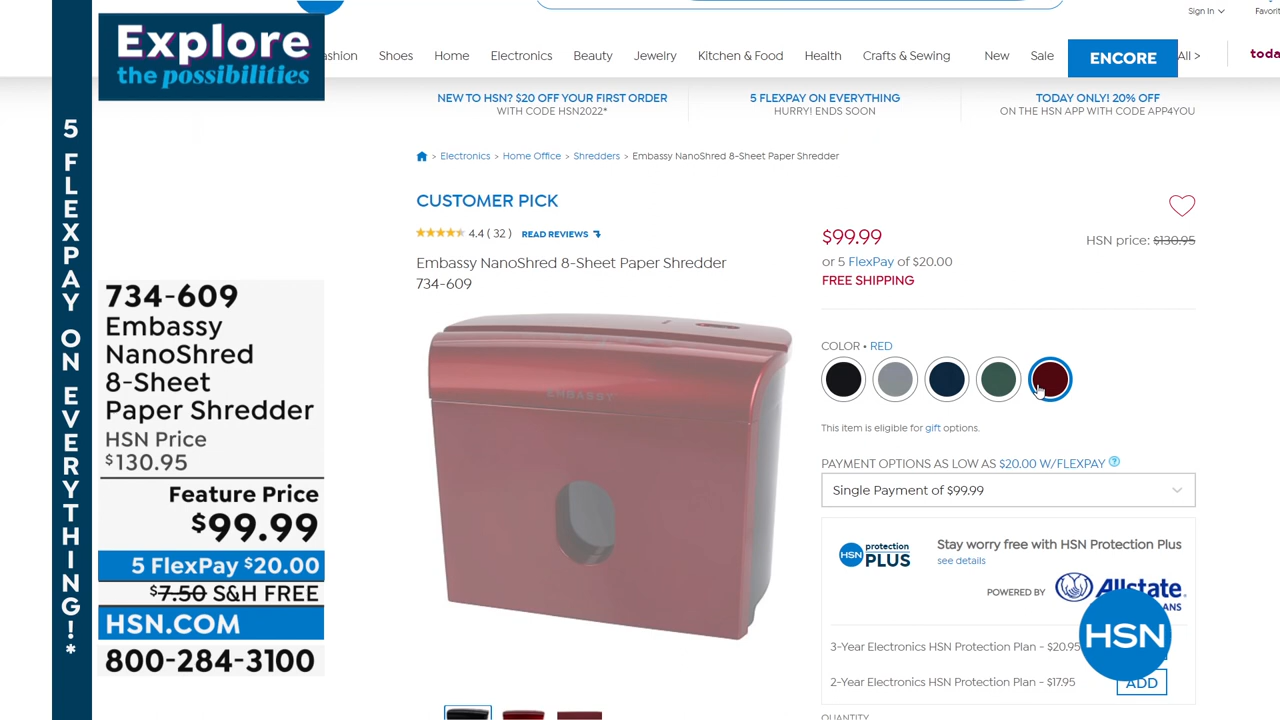 Explore
the possibilities
5 FLEXPAY ON EVERYTHING!*
734-609
Embassy
NanoShred
8-Sheet
Paper Shredder
HSN Price
$130.95
Feature Price
$99.99
5 FlexPay $20.00
$7.50 S&H FREE
HSN.COM
800-284-3100
Sign In
Shoes
Home
Electronics
Beauty
Jewelry
Kitchen & Food
Health
Crafts & Sewing
New
Sale
ENCORE
All >
NEW TO HSN? $20 OFF YOUR FIRST ORDER
WITH CODE HSN2022*
5 FLEXPAY ON EVERYTHING
HURRY! ENDS SOON
TODAY ONLY! 20% OFF
ON THE HSN APP WITH CODE APP4YOU
> Electronics > Home Office > Shredders > Embassy NanoShred 8-Sheet Paper Shredder
CUSTOMER PICK
4.4 ( 32 ) READ REVIEWS
Embassy NanoShred 8-Sheet Paper Shredder
734-609
EMBASSY
$99.99
HSN price: $130.95
or 5 FlexPay of $20.00
FREE SHIPPING
COLOR • RED
This item is eligible for gift options.
PAYMENT OPTIONS AS LOW AS $20.00 W/FLEXPAY ?
Single Payment of $99.99
HSN protection PLUS
Stay worry free with HSN Protection Plus
see details
POWERED BY Allstate.
HSN
3-Year Electronics HSN Protection Plan - $20.95
2-Year Electronics HSN Protection Plan - $17.95
ADD
QUANTITY